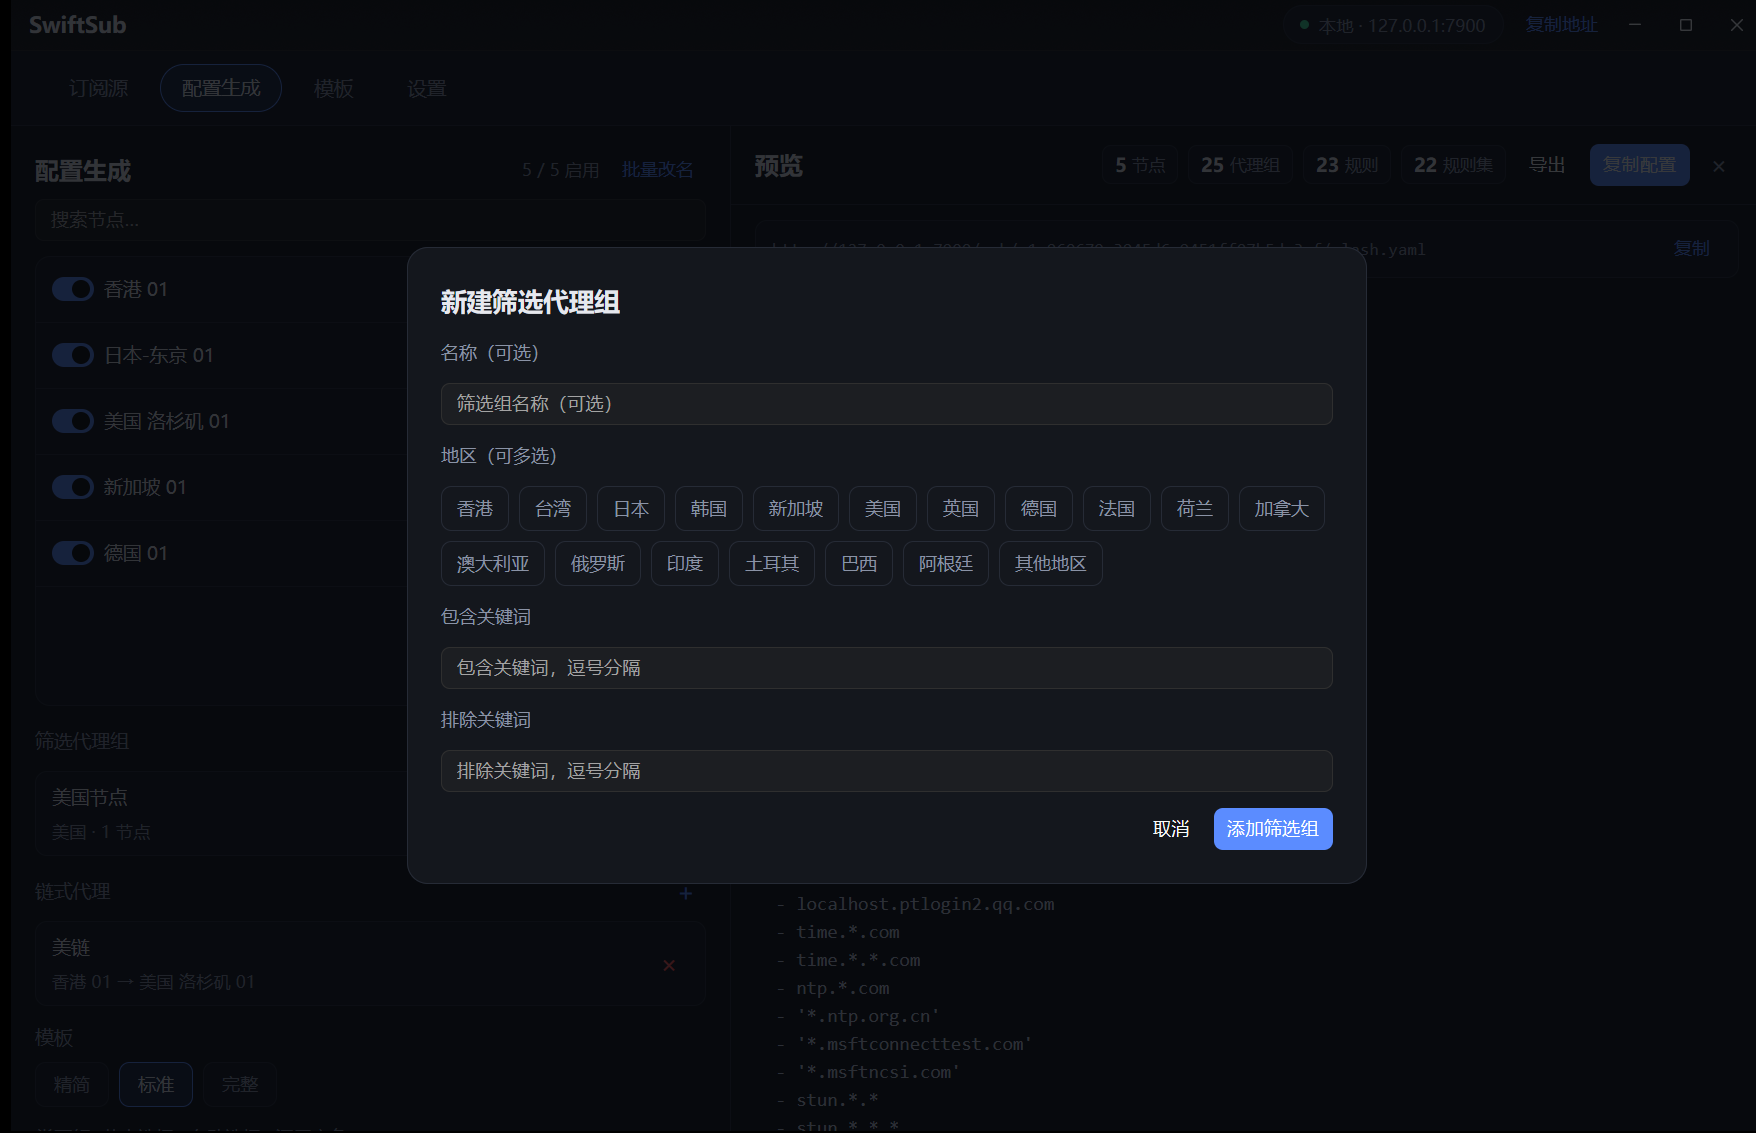 SwiftSub
本地 · 127.0.0.1:7900
复制地址
订阅源
配置生成
模板
设置
配置生成
5 / 5 启用
批量改名
搜索节点...
香港 01
日本-东京 01
美国 洛杉矶 01
新加坡 01
德国 01
筛选代理组
美国节点
美国 · 1 节点
链式代理
+
美链
香港 01 → 美国 洛杉矶 01
模板
精简
标准
完整
预览
5 节点
25 代理组
23 规则
22 规则集
导出
复制配置
复制
新建筛选代理组
名称（可选）
筛选组名称（可选）
地区（可多选）
香港 台湾 日本 韩国 新加坡 美国 英国 德国 法国 荷兰 加拿大
澳大利亚 俄罗斯 印度 土耳其 巴西 阿根廷 其他地区
包含关键词
包含关键词，逗号分隔
排除关键词
排除关键词，逗号分隔
取消
添加筛选组
- localhost.ptlogin2.qq.com
- time.*.com
- time.*.*.com
- ntp.*.com
- '*.ntp.org.cn'
- '*.msftconnecttest.com'
- '*.msftncsi.com'
- stun.*.*
- stun.*.*.*